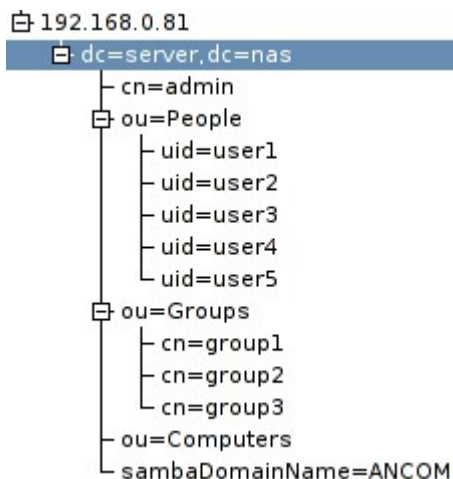 192.168.0.81
dc=server,dc=nas
cn=admin
ou=People
uid=user1
uid=user2
uid=user3
uid=user4
uid=user5
ou=Groups
cn=group1
cn=group2
cn=group3
ou=Computers
sambaDomainName=ANCOM